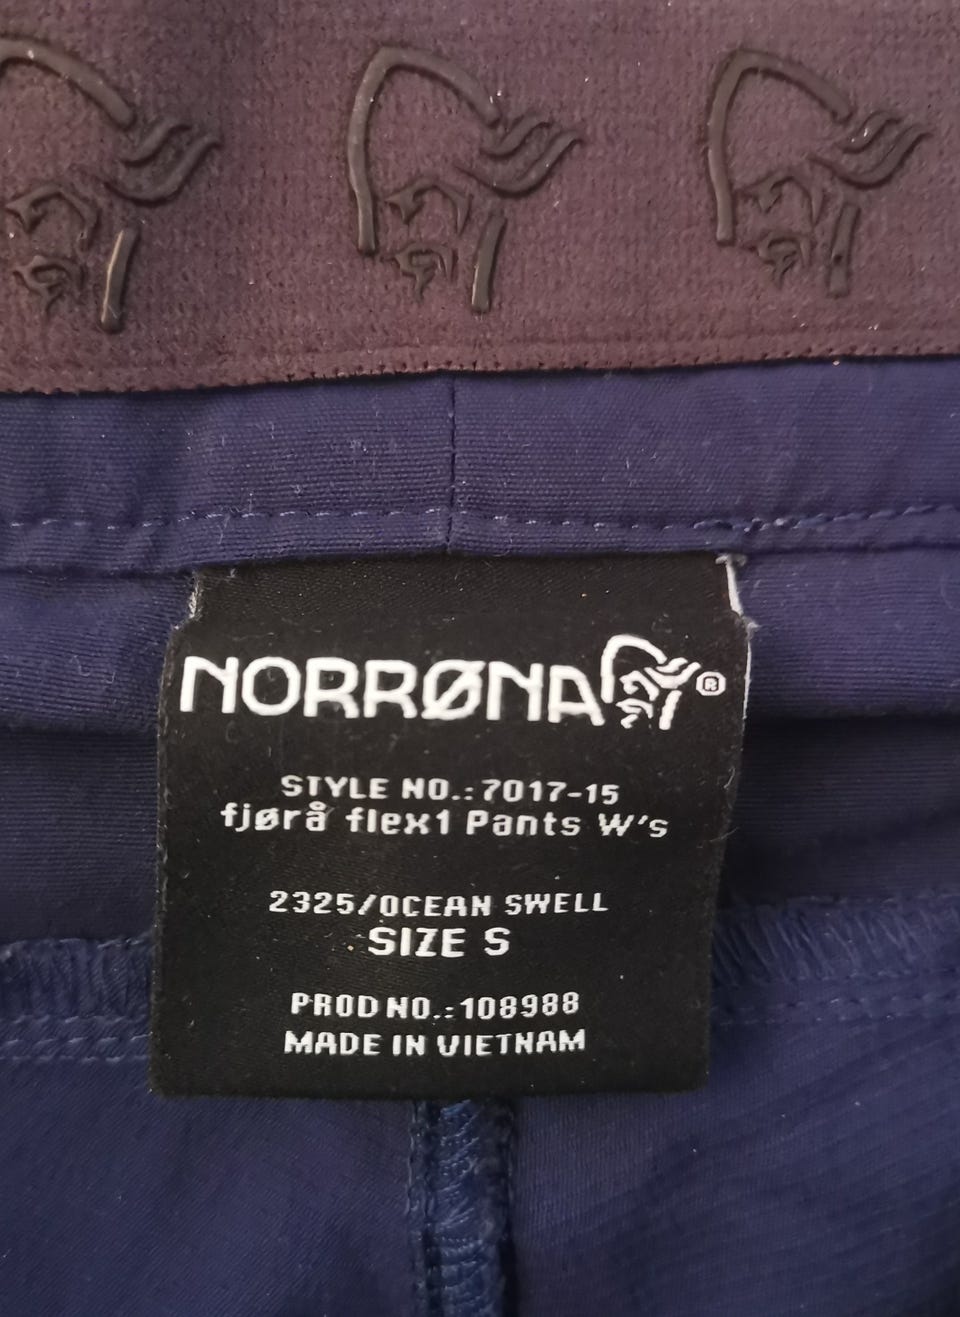 NORRØNA®
STYLE NO.:7017-15
fjørå flex1 Pants W's
2325/OCEAN SWELL
SIZE S
PROD NO.:108988
MADE IN VIETNAM